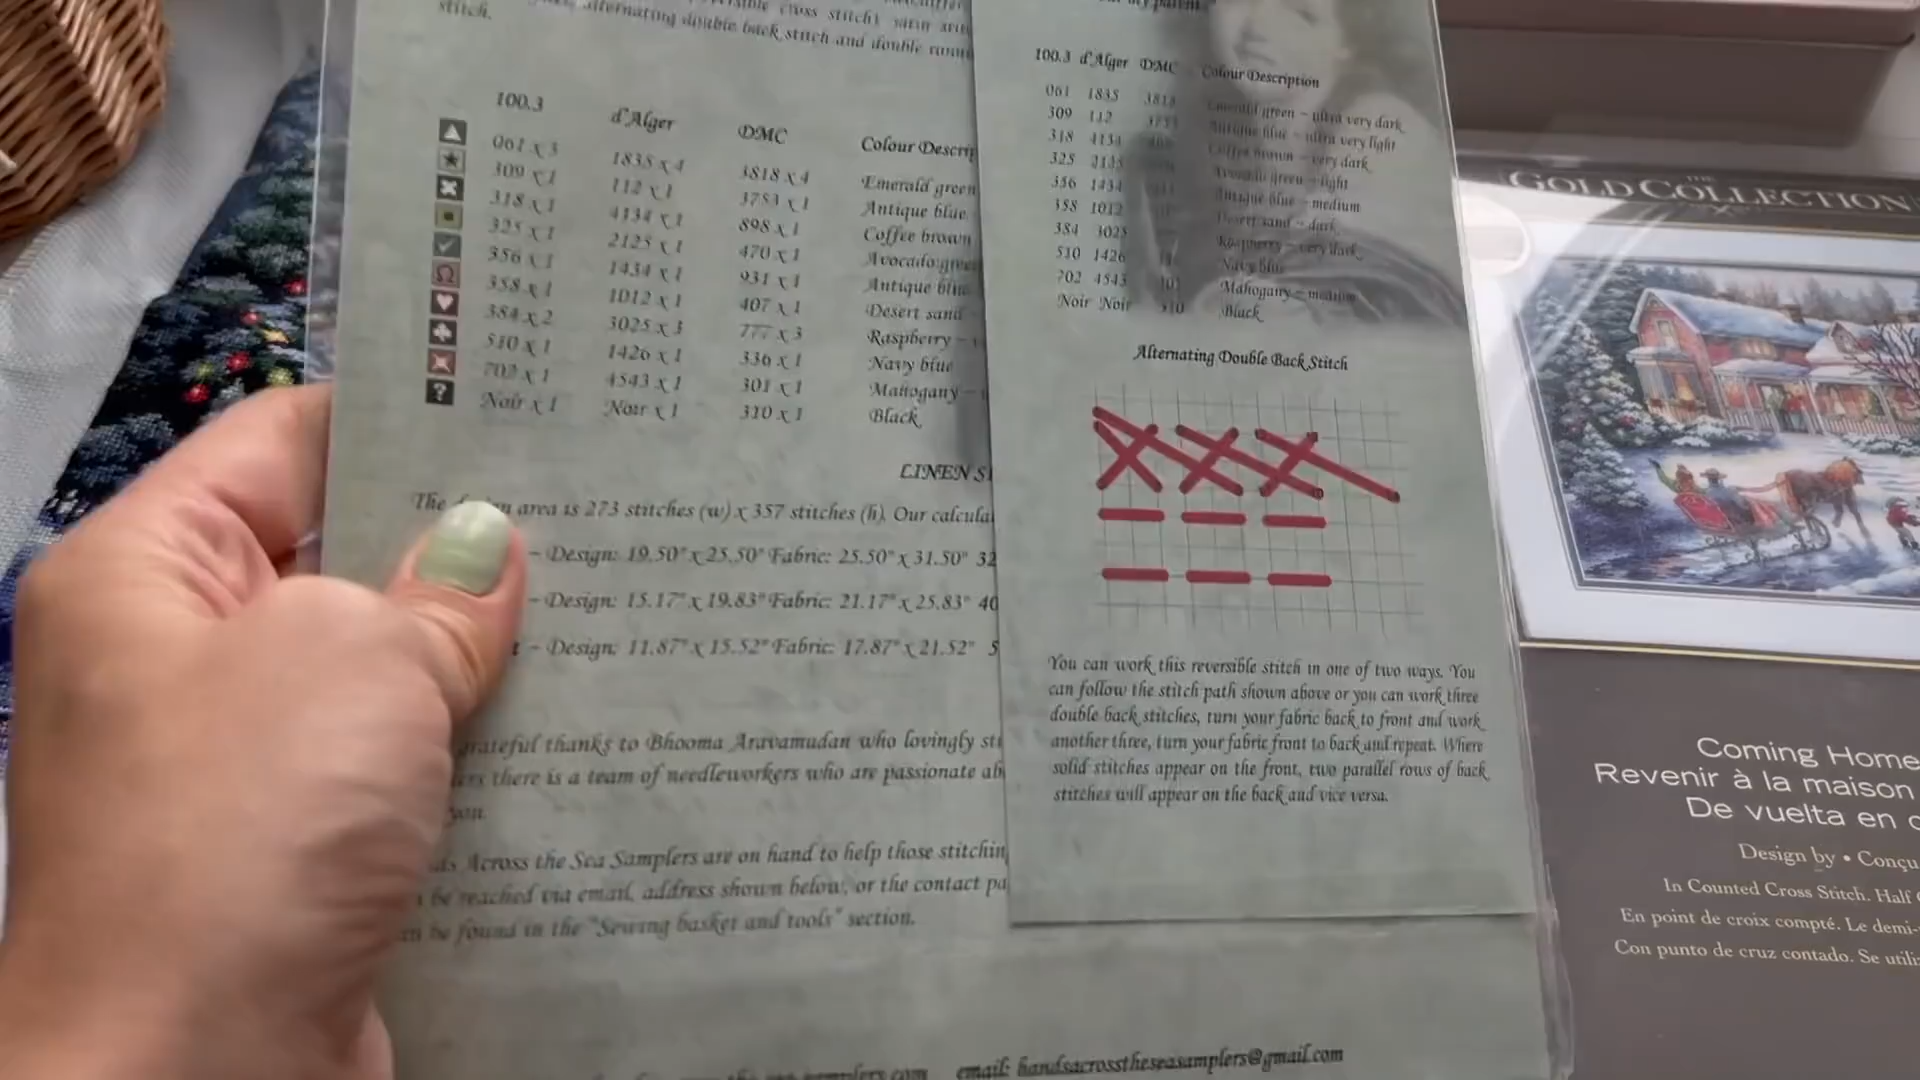 stitch.
alternating double back stitch and double
100.3 d'Alger DMC
061 x 3 1835 x 4 3818 x 4 Emerald green
309 x 1 112 x 1 3753 x 1 Antique blue
318 x 1 4134 x 1 898 x 1 Coffee brown
325 x 1 2125 x 1 470 x 1 Avocado
356 x 1 1434 x 1 931 x 1 Antique
358 x 1 1012 x 1 407 x 1 Desert sand
384 x 2 3025 x 3 777 x 3 Raspberry –
510 x 1 1426 x 1 336 x 1 Navy blue
702 x 1 4543 x 1 301 x 1 Mahogany –
? Noir x 1 Noir x 1 310 x 1 Black
LINEN
The area is 273 stitches (w) x 357 stitches (h). Our
– Design: 19.50" x 25.50" Fabric: 25.50" x 31.50" 32
– Design: 15.17" x 19.83" Fabric: 21.17" x 25.83" 40
– Design: 11.87" x 15.52" Fabric: 17.87" x 21.52" 5
grateful thanks to Bhooma Aravamudan who lovingly
there is a team of needleworkers who are passionate
you.
Across the Sea Samplers are on hand to help those
be reached via email, address shown below, or the contact
be found in the "Sewing basket and tools" section.
email: handsacrosstheseasamplers@gmail.com
100.3 d'Alger DMC Colour Description
061 1835 3818 Emerald green – ultra very dark
309 112 Antique blue – ultra very light
318 4134 Coffee brown – very dark
325 2125 Avocado green – light
356 1434 Antique blue – medium
358 1012 Desert sand – dark
384 3025 Raspberry – very dark
510 1426 Navy blue
702 4543 Mahogany – medium
Noir Noir 310 Black
Alternating Double Back Stitch
You can work this reversible stitch in one of two ways. You
can follow the stitch path shown above or you can work three
double back stitches, turn your fabric back to front and work
another three, turn your fabric front to back and repeat. Where
solid stitches appear on the front, two parallel rows of back
stitches will appear on the back and vice versa.
THE
GOLD COLLECTION
Coming Home
Revenir à la maison
De vuelta en
Design by •
In Counted Cross Stitch. Half
En point de croix compté. Le demi-
Con punto de cruz contado. Se